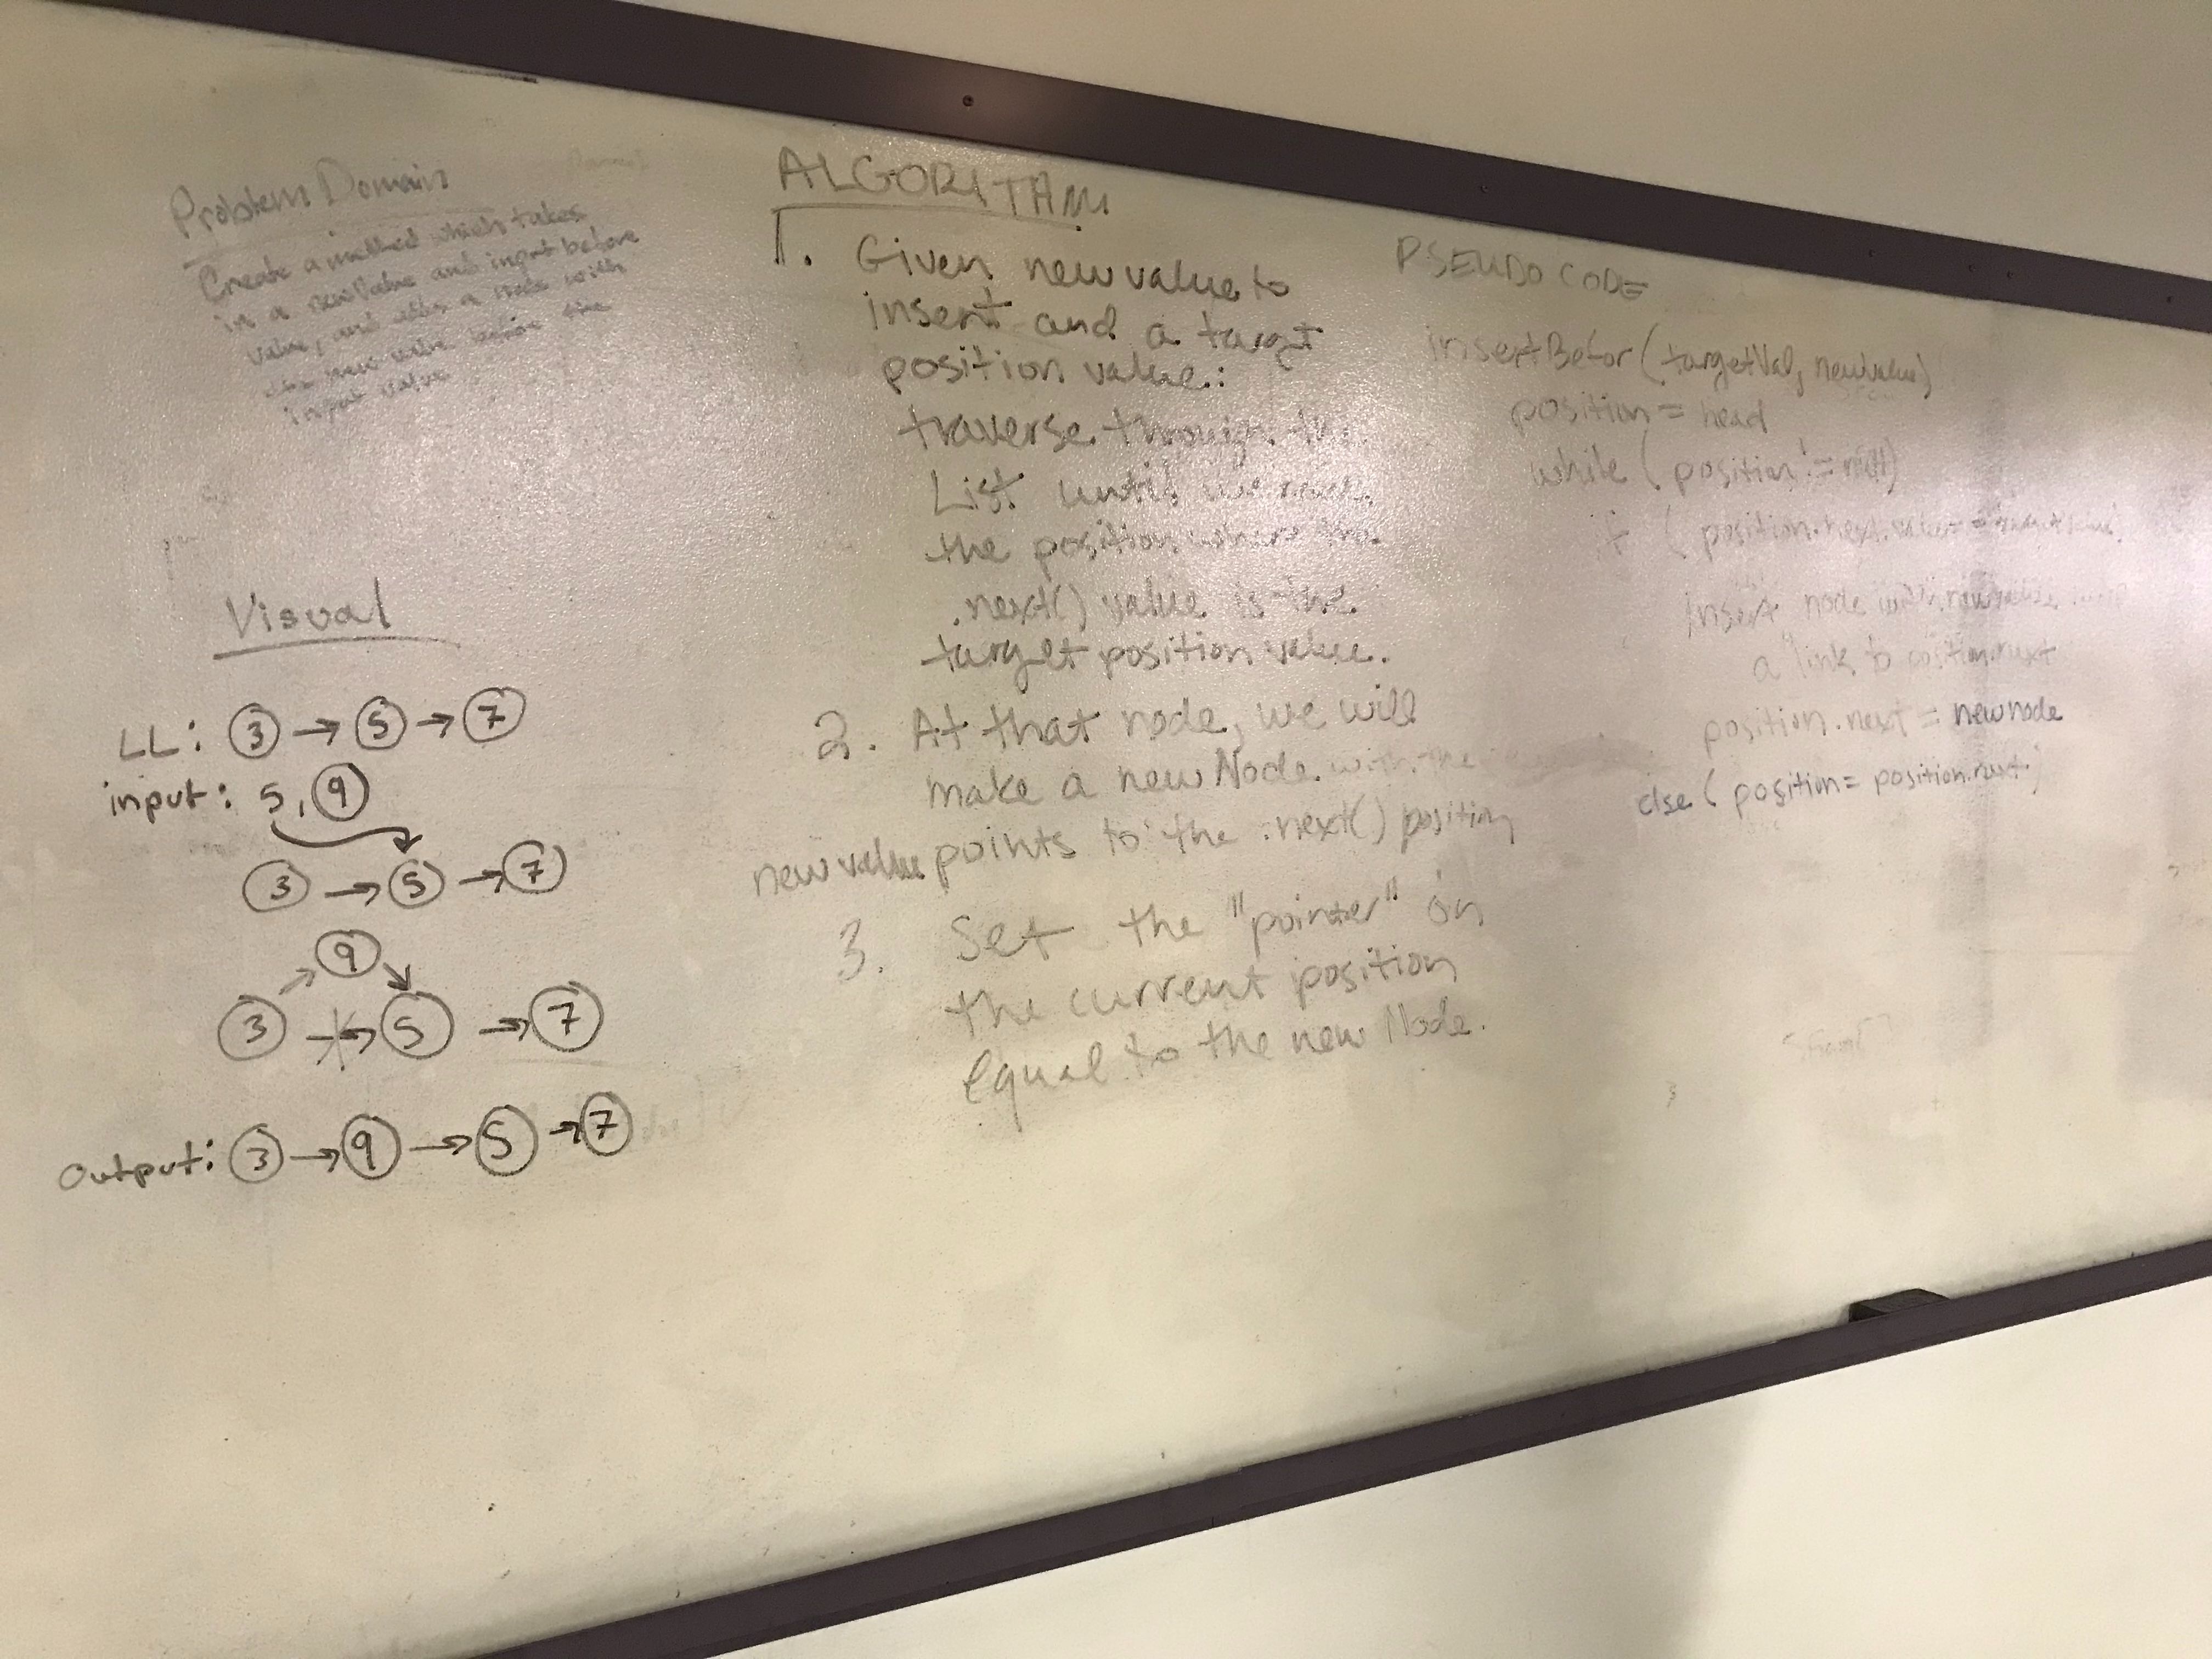 Problem Domain
Create a method which takes
in a newValue and input before
value, and adds a node with
the new value before the
input value
Visual
LL: 3 → 5 → 7
input: 5, 9
3 → 5 → 7
9
3 → 5 → 7
Output: 3 → 9 → 5 → 7
ALGORITHM
1. Given new value to
insert and a target
position value:
traverse through the
List until we reach
the position where the
.next() value is the
target position value.
2. At that node, we will
make a new Node with the
new value points to the .next() position
3. Set the "pointer" on
the current position
equal to the new Node.
PSEUDO CODE
insertBefor(targetVal, newvalue)
position = head
while (position != null)
if (position.next.value =
insert node with newvalue
a link to position.next
position.next = newnode
else (position = position.next)